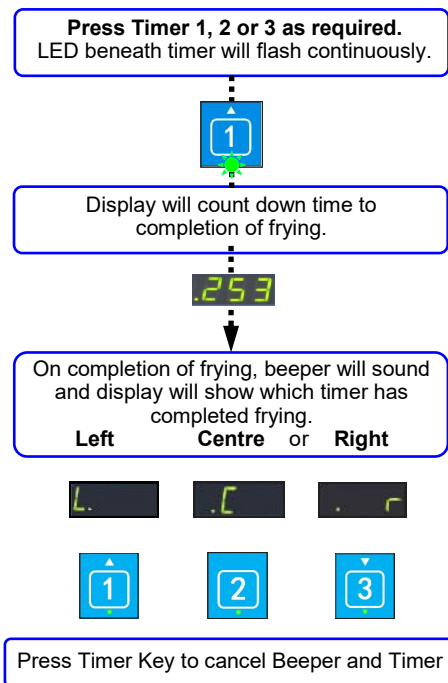 Press Timer 1, 2 or 3 as required.
LED beneath timer will flash continuously.
1
Display will count down time to
completion of frying.
.253
On completion of frying, beeper will sound
and display will show which timer has
completed frying.
Left Centre or Right
L. .C . r
1 2 3
Press Timer Key to cancel Beeper and Timer